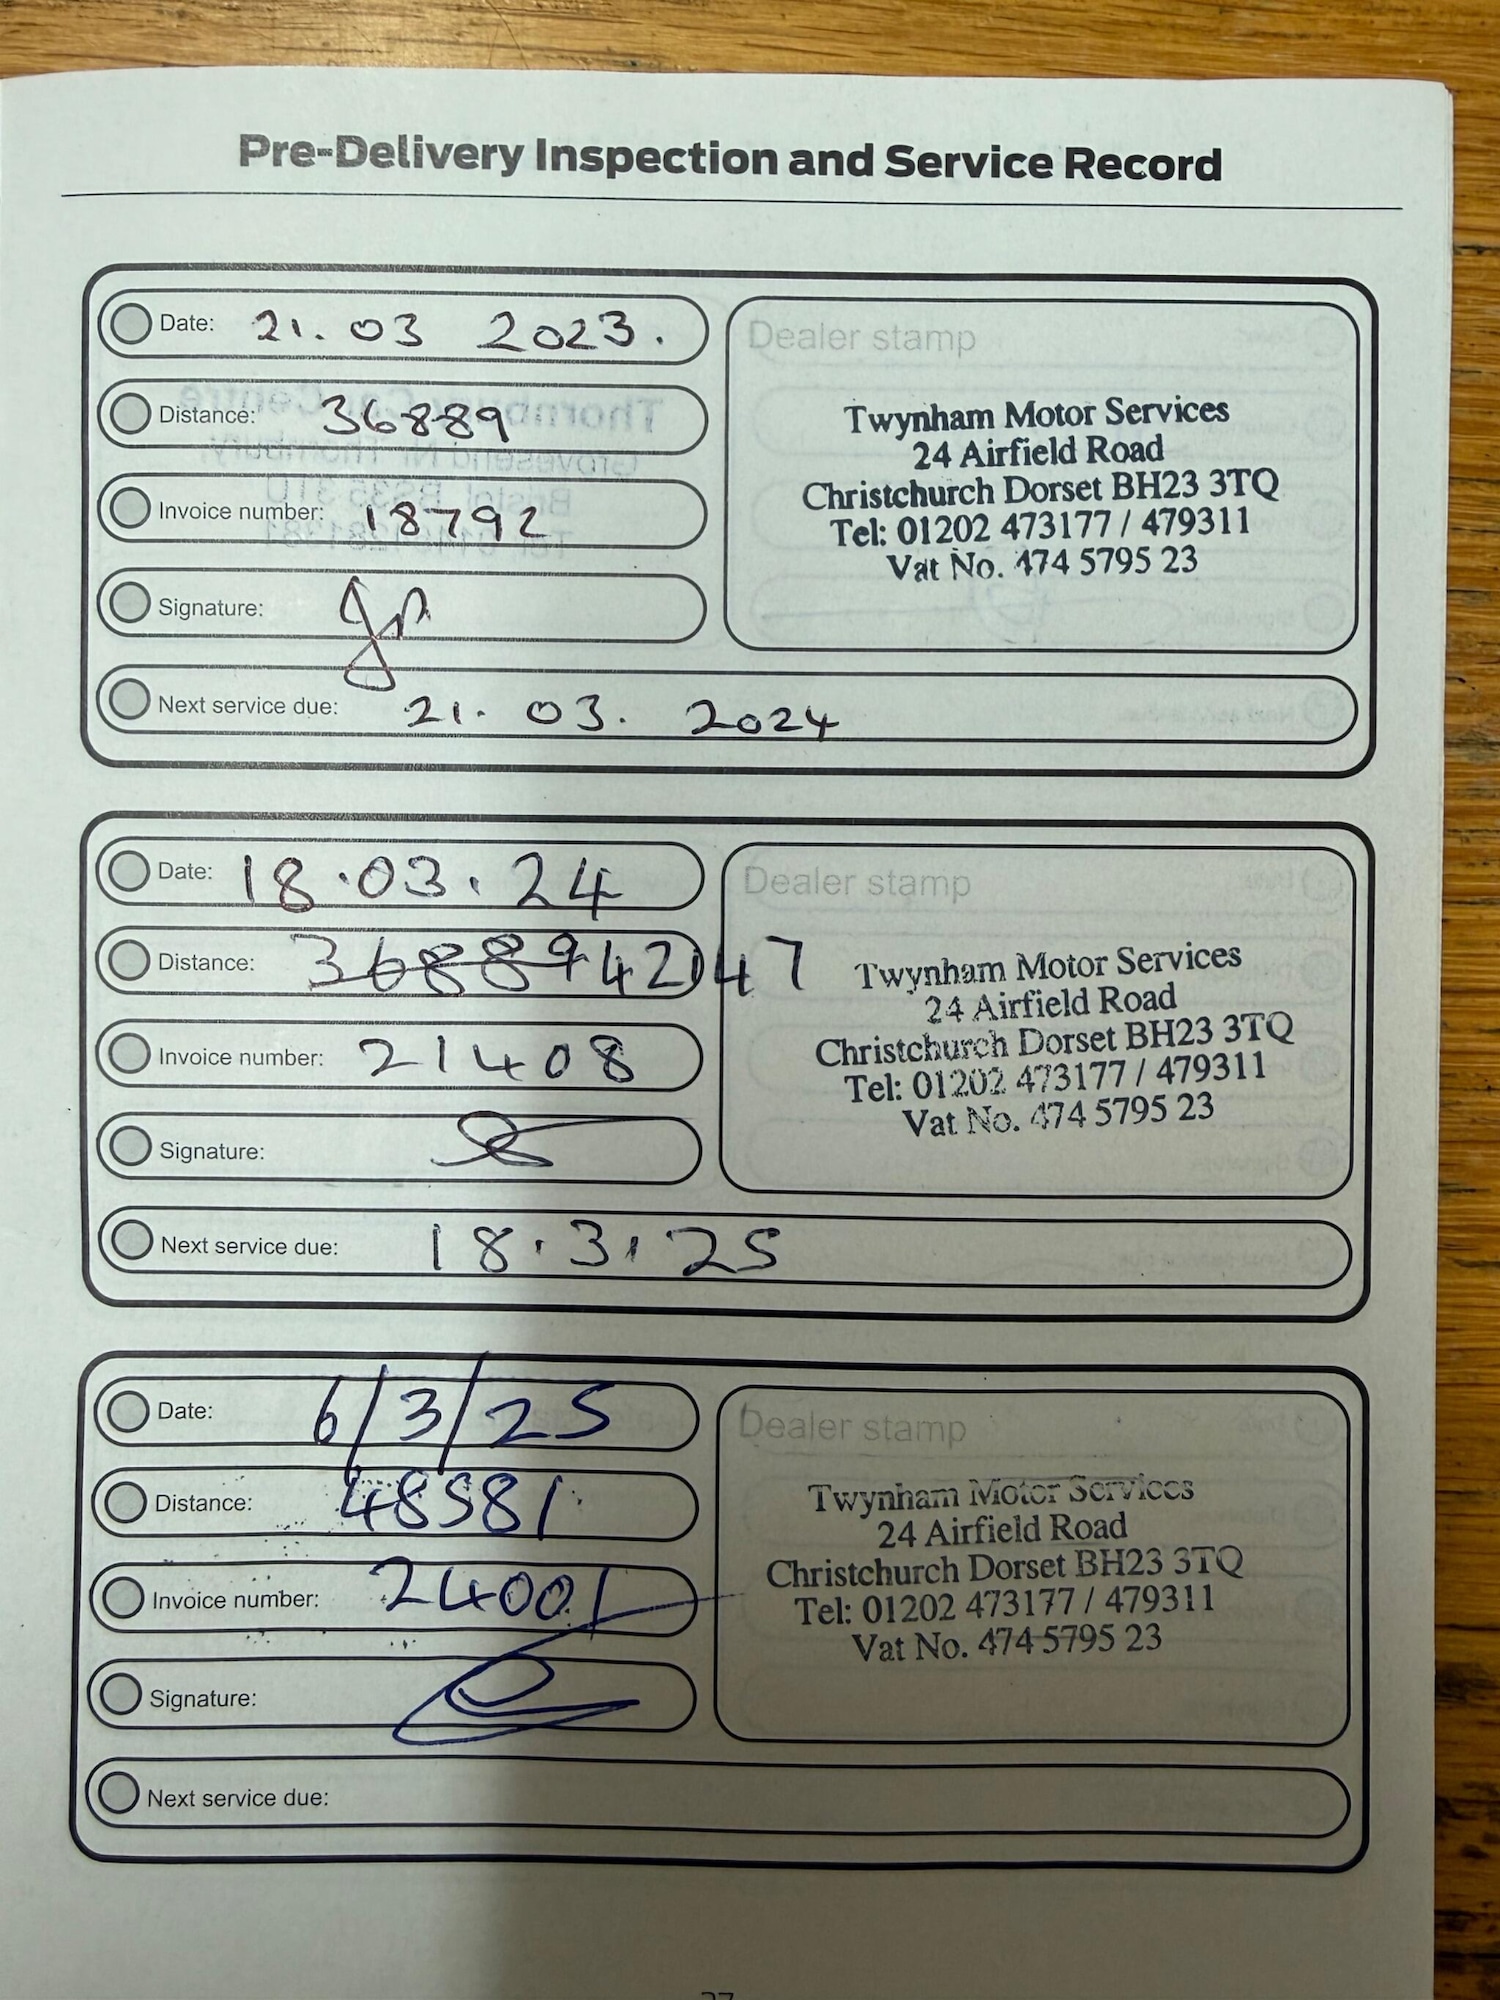 Pre-Delivery Inspection and Service Record
Date: 21.03 2023.
Distance: 36889
Invoice number: 18792
Signature:
Next service due: 21.03.2024
Dealer stamp
Twynham Motor Services
24 Airfield Road
Christchurch Dorset BH23 3TQ
Tel: 01202 473177 / 479311
Vat No. 474 5795 23
Date: 18.03.24
Distance: 36889 42147
Invoice number: 21408
Signature:
Next service due: 18.3.25
Dealer stamp
Twynham Motor Services
24 Airfield Road
Christchurch Dorset BH23 3TQ
Tel: 01202 473177 / 479311
Vat No. 474 5795 23
Date: 6/3/25
Distance: 48581
Invoice number: 24001
Signature:
Next service due:
Dealer stamp
Twynham Motor Services
24 Airfield Road
Christchurch Dorset BH23 3TQ
Tel: 01202 473177 / 479311
Vat No. 474 5795 23